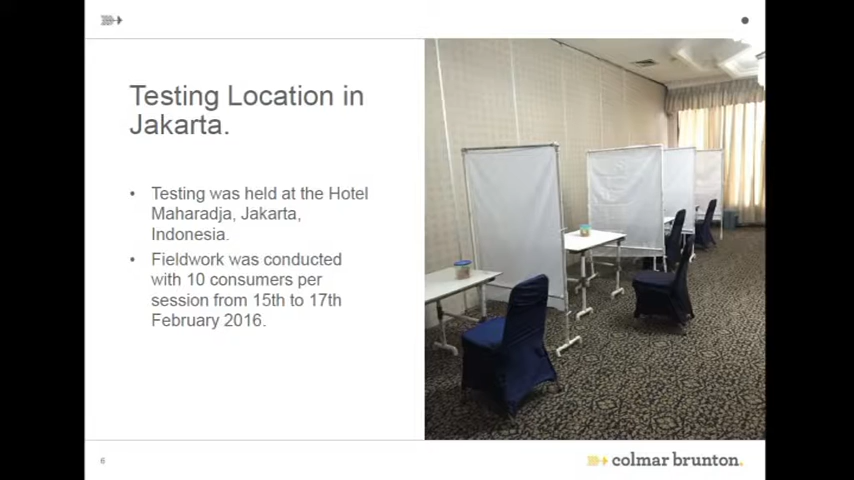 Testing Location in
Jakarta.
• Testing was held at the Hotel
Maharadja, Jakarta,
Indonesia.
• Fieldwork was conducted
with 10 consumers per
session from 15th to 17th
February 2016.
6
colmar brunton.